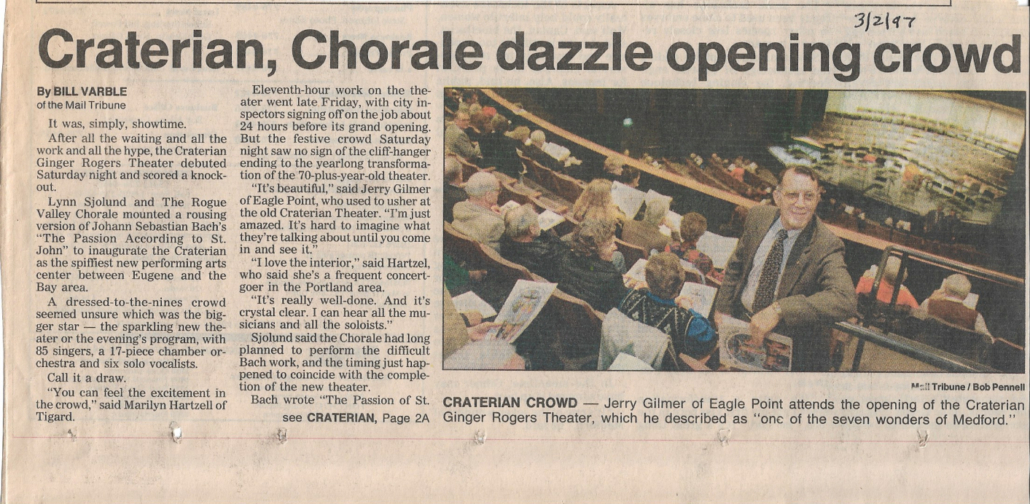 3/2/97
Craterian, Chorale dazzle opening crowd
By BILL VARBLE
of the Mail Tribune
It was, simply, showtime.
After all the waiting and all the
work and all the hype, the Craterian
Ginger Rogers Theater debuted
Saturday night and scored a knock-
out.
Lynn Sjolund and The Rogue
Valley Chorale mounted a rousing
version of Johann Sebastian Bach's
"The Passion According to St.
John" to inaugurate the Craterian
as the spiffiest new performing arts
center between Eugene and the
Bay area.
A dressed-to-the-nines crowd
seemed unsure which was the big-
ger star — the sparkling new the-
ater or the evening's program, with
85 singers, a 17-piece chamber or-
chestra and six solo vocalists.
Call it a draw.
"You can feel the excitement in
the crowd," said Marilyn Hartzell of
Tigard.
Eleventh-hour work on the the-
ater went late Friday, with city in-
spectors signing off on the job about
24 hours before its grand opening.
But the festive crowd Saturday
night saw no sign of the cliff-hanger
ending to the yearlong transforma-
tion of the 70-plus-year-old theater.
"It's beautiful," said Jerry Gilmer
of Eagle Point, who used to usher at
the old Craterian Theater. "I'm just
amazed. It's hard to imagine what
they're talking about until you come
in and see it."
"I love the interior," said Hartzel,
who said she's a frequent concert-
goer in the Portland area.
"It's really well-done. And it's
crystal clear. I can hear all the mu-
sicians and all the soloists."
Sjolund said the Chorale had long
planned to perform the difficult
Bach work, and the timing just hap-
pened to coincide with the comple-
tion of the new theater.
Bach wrote "The Passion of St.
see CRATERIAN, Page 2A
Mail Tribune / Bob Pennell
CRATERIAN CROWD — Jerry Gilmer of Eagle Point attends the opening of the Craterian
Ginger Rogers Theater, which he described as "one of the seven wonders of Medford."